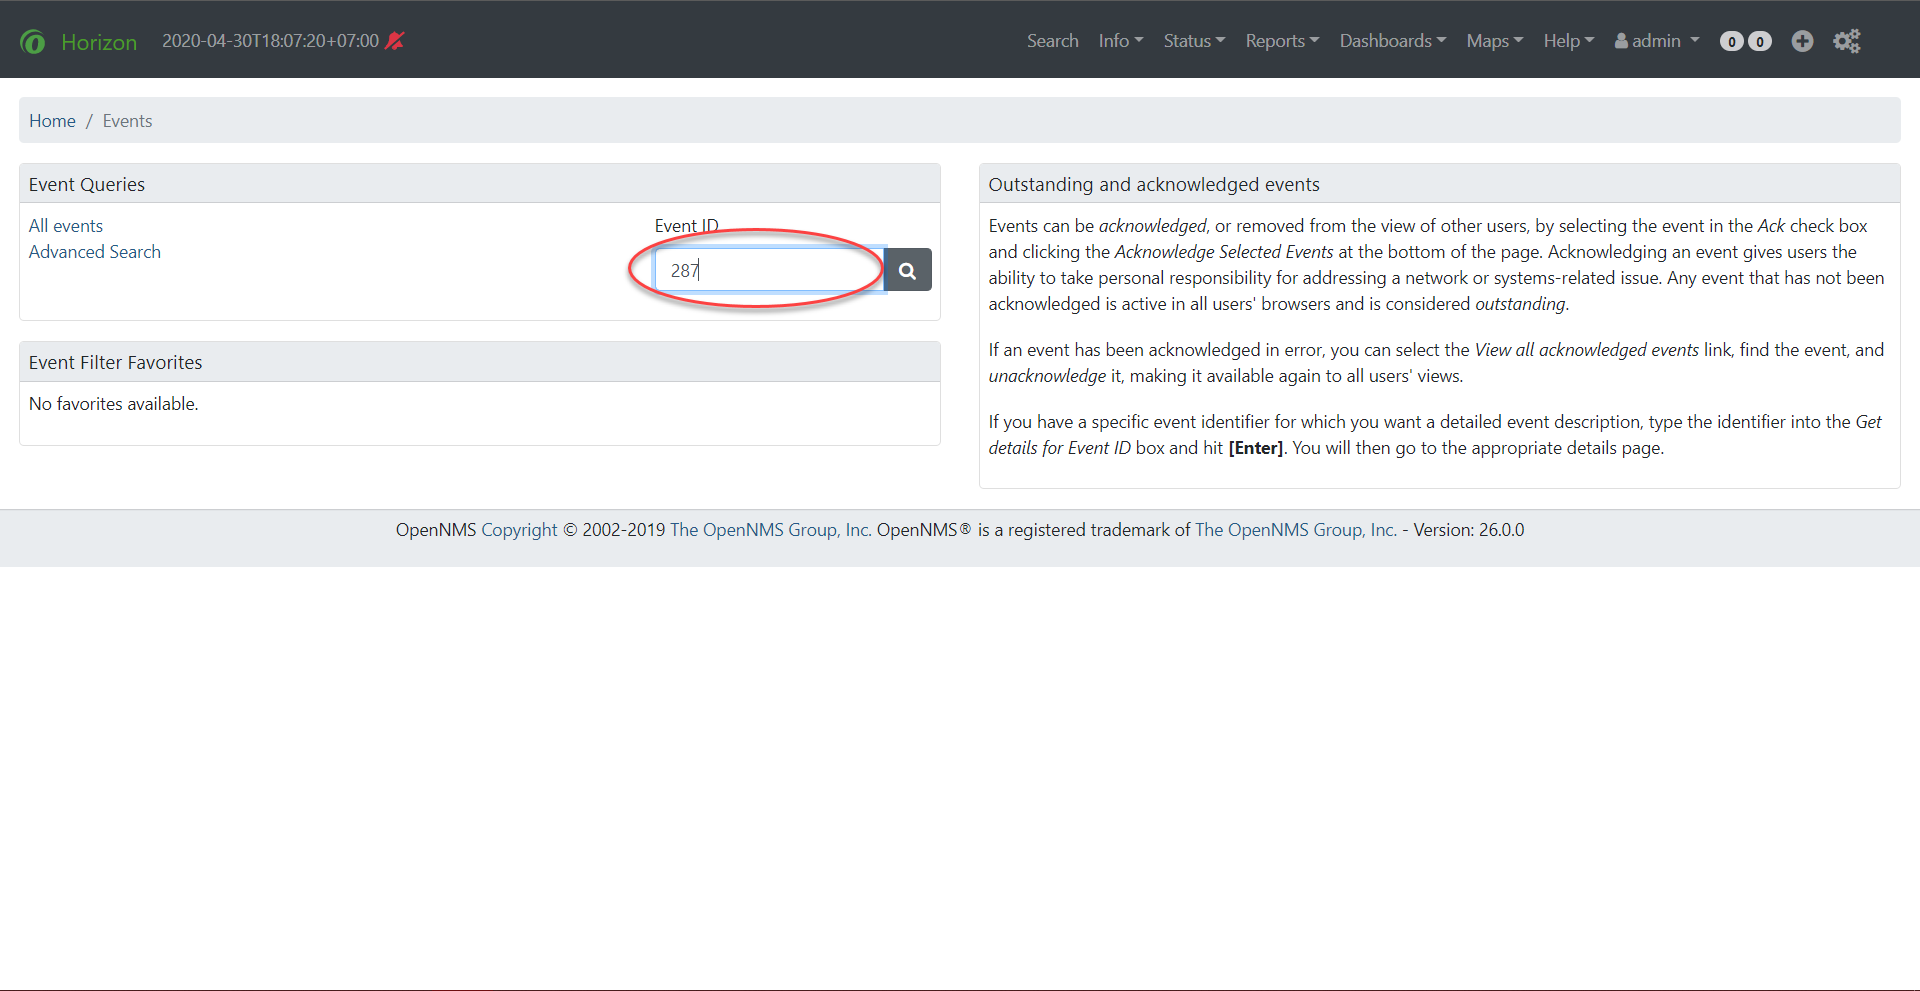 Horizon 2020-04-30T18:07:20+07:00 Search Info Status Reports Dashboards Maps Help admin 0 0
Home / Events
Event Queries
All events
Advanced Search
Event ID
287
Event Filter Favorites
No favorites available.
Outstanding and acknowledged events
Events can be acknowledged, or removed from the view of other users, by selecting the event in the Ack check box
and clicking the Acknowledge Selected Events at the bottom of the page. Acknowledging an event gives users the
ability to take personal responsibility for addressing a network or systems-related issue. Any event that has not been
acknowledged is active in all users' browsers and is considered outstanding.
If an event has been acknowledged in error, you can select the View all acknowledged events link, find the event, and
unacknowledge it, making it available again to all users' views.
If you have a specific event identifier for which you want a detailed event description, type the identifier into the Get
details for Event ID box and hit [Enter]. You will then go to the appropriate details page.
OpenNMS Copyright © 2002-2019 The OpenNMS Group, Inc. OpenNMS® is a registered trademark of The OpenNMS Group, Inc. - Version: 26.0.0